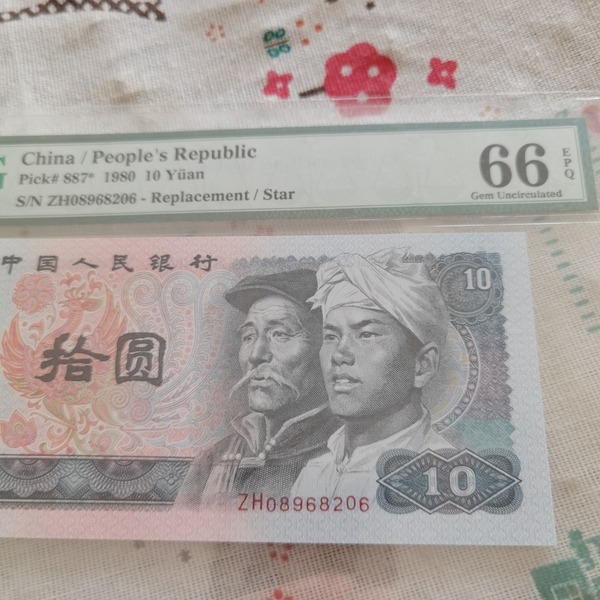 China / People's Republic
Pick# 887* 1980 10 Yüan
S/N ZH08968206 - Replacement / Star
66
EPQ
Gem Uncirculated
中国人民银行
10
拾圆
ZH08968206
10